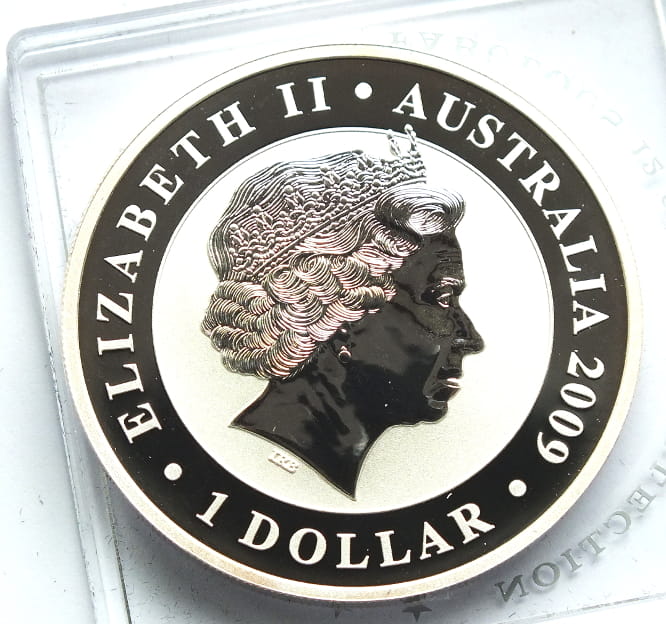 ELIZABETH II • AUSTRALIA 2009
• 1 DOLLAR •
IRB